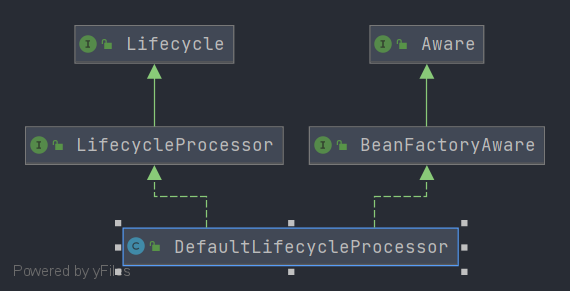 I Lifecycle
I Aware
I LifecycleProcessor
I BeanFactoryAware
C DefaultLifecycleProcessor
Powered by yFiles